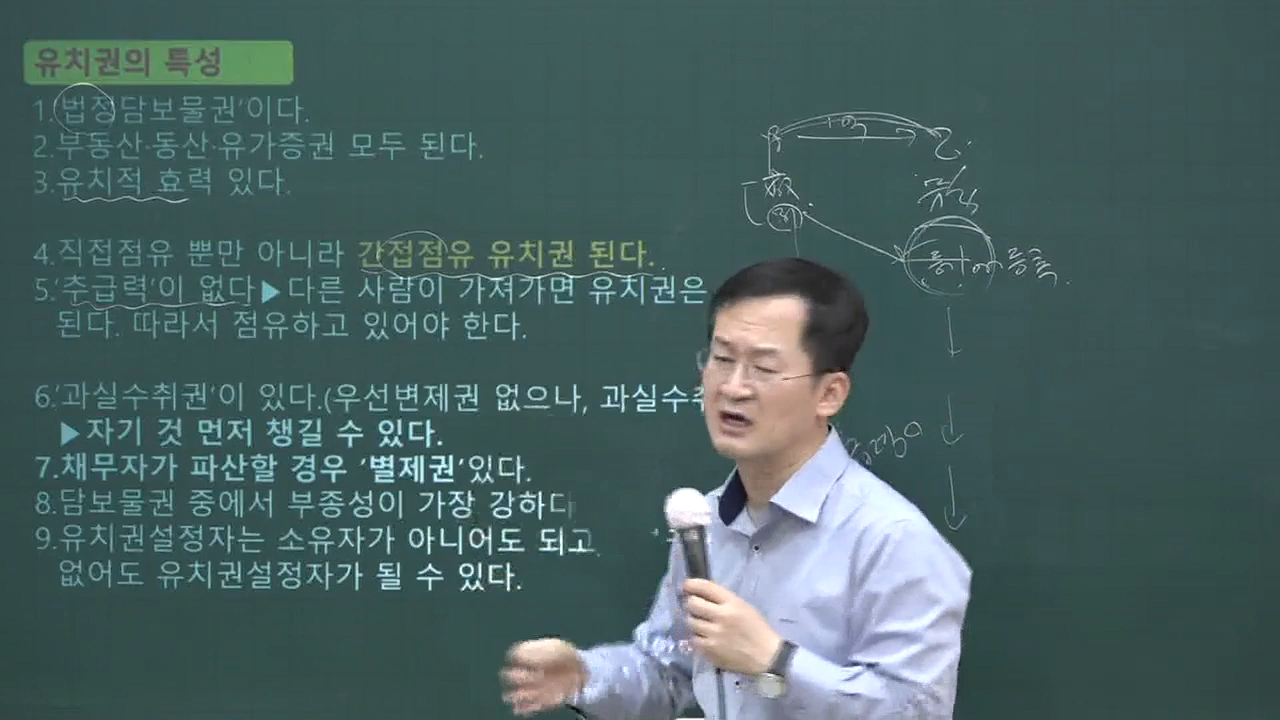 유치권의 특성
1.'법정담보물권'이다.
2.부동산·동산·유가증권 모두 된다.
3.유치적 효력 있다.
4.직접점유 뿐만 아니라 간접점유 유치권 된다.
5.'추급력'이 없다▶다른 사람이 가져가면 유치권은
된다. 따라서 점유하고 있어야 한다.
6.'과실수취권'이 있다.(우선변제권 없으나, 과실수취
▶자기 것 먼저 챙길 수 있다.
7.채무자가 파산할 경우 '별제권'있다.
8.담보물권 중에서 부종성이 가장 강하다
9.유치권설정자는 소유자가 아니어도 되고,
없어도 유치권설정자가 될 수 있다.